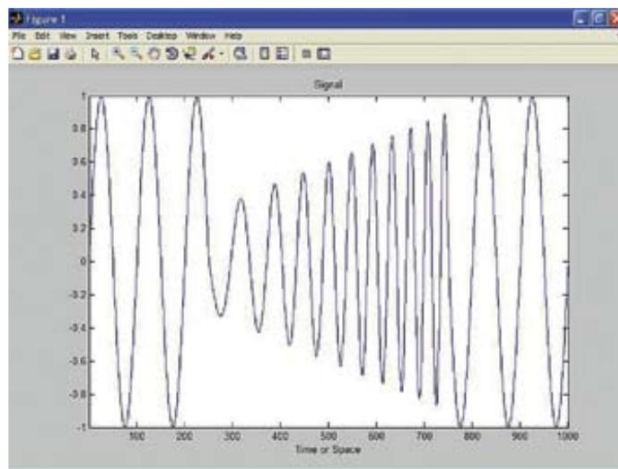 Figure 1
File Edit View Insert Tools Desktop Window Help
Signal
1
0.8
0.6
0.4
0.2
0
-0.2
-0.4
-0.6
-0.8
-1
100 200 300 400 500 600 700 800 900 1000
Time or Space